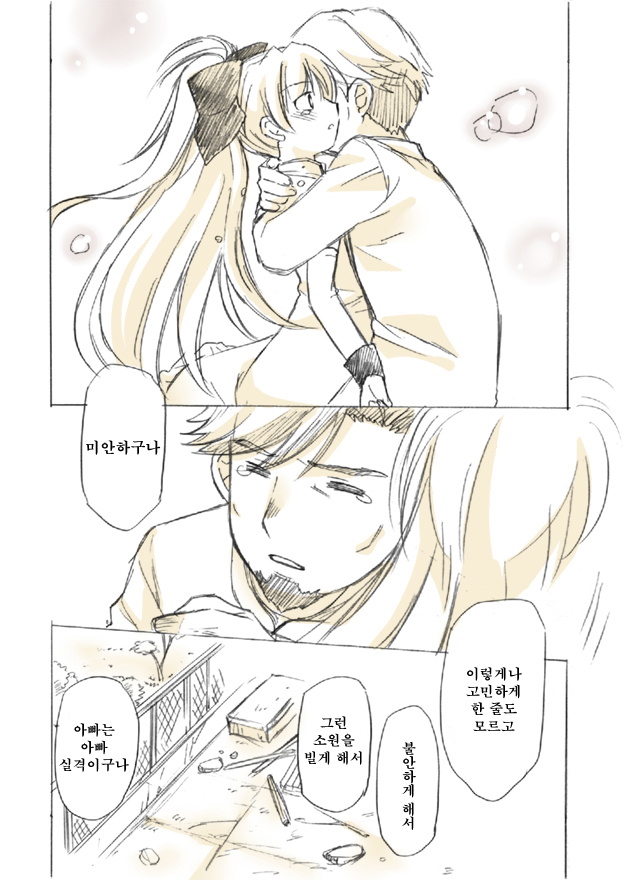 미안하구나
이렇게나
고민하게
한 줄도
모르고
불안하게 해서
그런
소원을
빌게 해서
아빠는
아빠
실격이구나